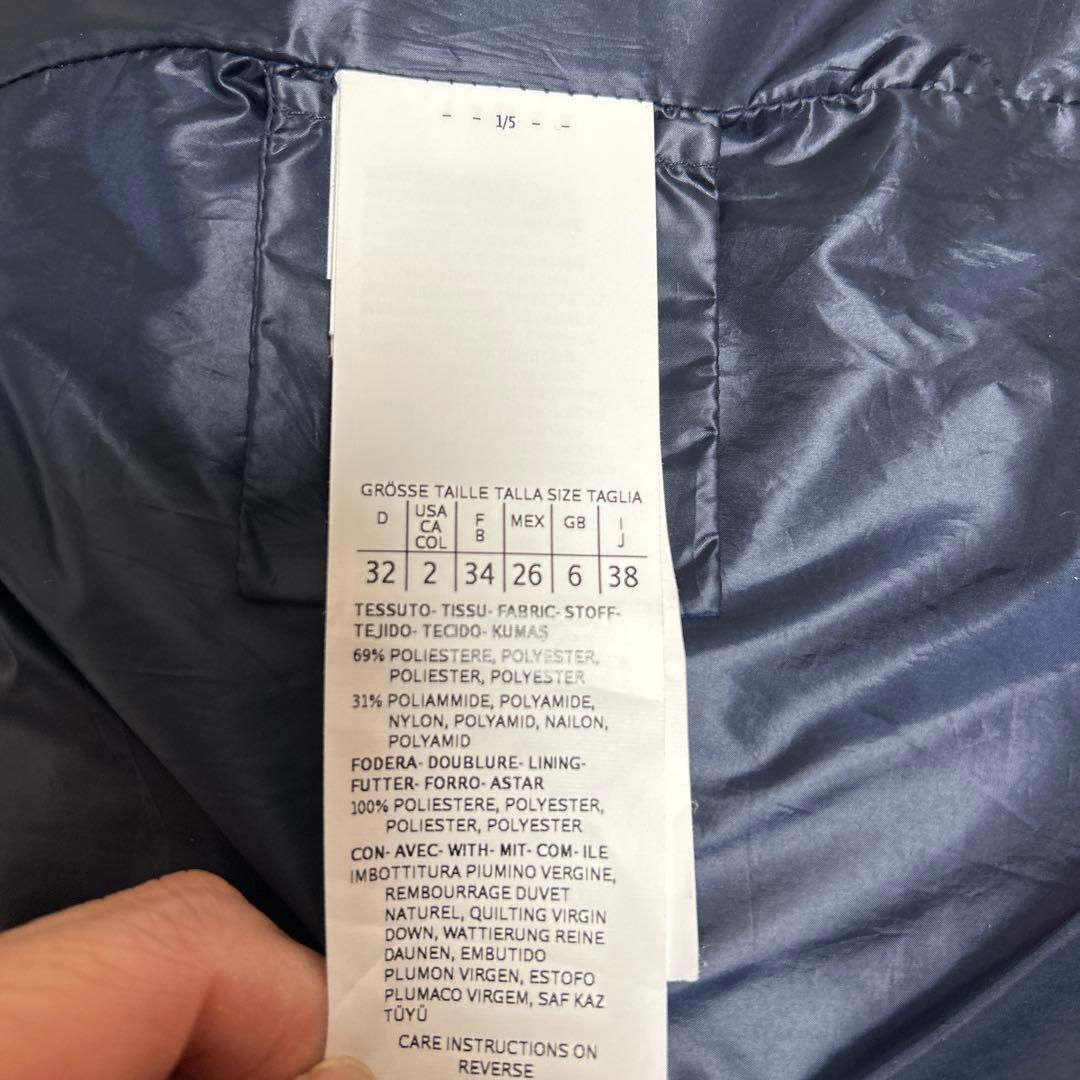 - - 1/5 - -
GRÖSSE TAILLE TALLA SIZE TAGLIA
D | USA CA COL | F B | MEX | GB | I J
32 | 2 | 34 | 26 | 6 | 38
TESSUTO- TISSU- FABRIC- STOFF-
TEJIDO- TECIDO- KUMAŞ
69% POLIESTERE, POLYESTER,
POLIESTER, POLYESTER
31% POLIAMMIDE, POLYAMIDE,
NYLON, POLYAMID, NAILON,
POLYAMID
FODERA- DOUBLURE- LINING-
FUTTER- FORRO- ASTAR
100% POLIESTERE, POLYESTER,
POLIESTER, POLYESTER
CON- AVEC- WITH- MIT- COM- ILE
IMBOTTITURA PIUMINO VERGINE,
REMBOURRAGE DUVET
NATUREL, QUILTING VIRGIN
DOWN, WATTIERUNG REINE
DAUNEN, EMBUTIDO
PLUMON VIRGEN, ESTOFO
PLUMACO VIRGEM, SAF KAZ
TÜYÜ
CARE INSTRUCTIONS ON
REVERSE